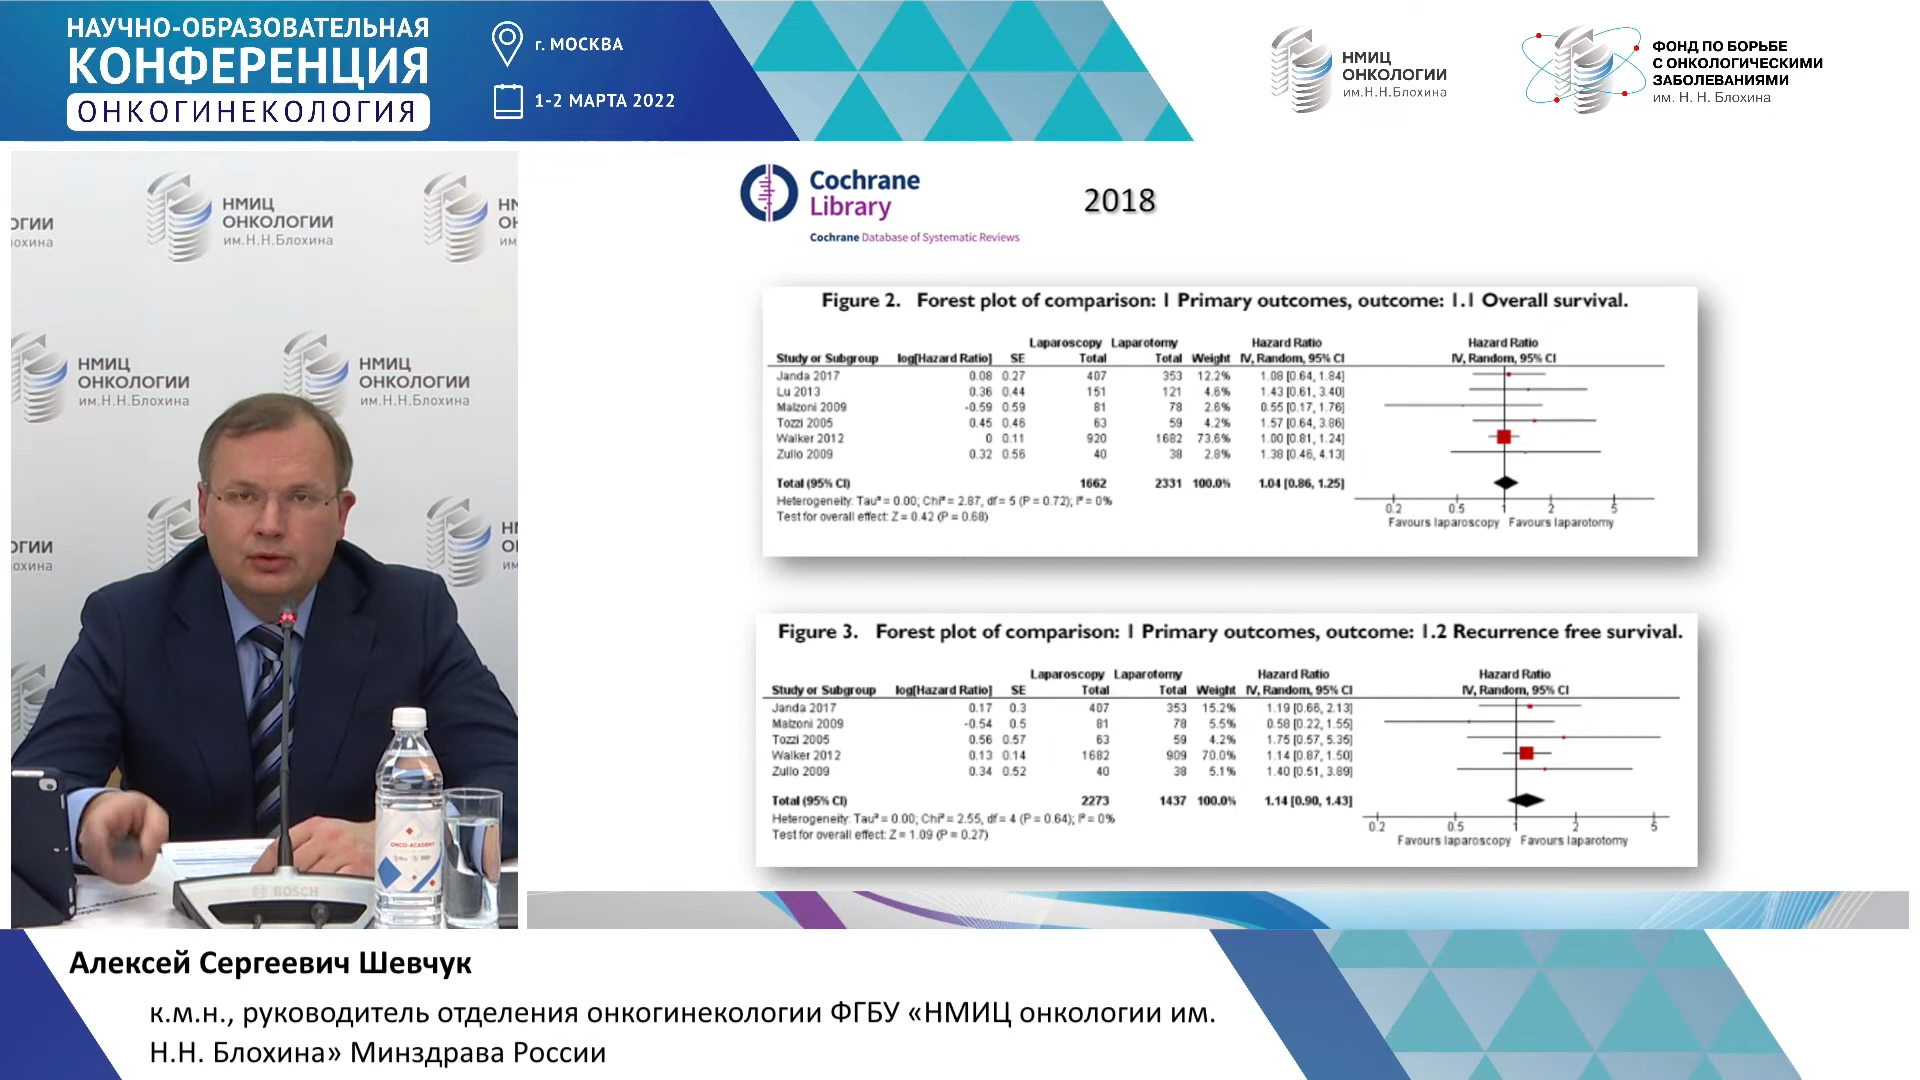 НАУЧНО-ОБРАЗОВАТЕЛЬНАЯ
КОНФЕРЕНЦИЯ
ОНКОГИНЕКОЛОГИЯ
г. МОСКВА
1-2 МАРТА 2022
НМИЦ
ОНКОЛОГИИ
им.Н.Н.Блохина
ФОНД ПО БОРЬБЕ
С ОНКОЛОГИЧЕСКИМИ
ЗАБОЛЕВАНИЯМИ
им. Н. Н. Блохина
НМИЦ
ОНКОЛОГИИ
им.Н.Н.Блохина
НМИЦ
ОНКОЛОГИИ
им.Н.Н.Блохина
НМИЦ
ОНКОЛОГИИ
им.Н.Н.Блохина
BOSCH
ONCO-ACADEMY
Cochrane
Library
Cochrane Database of Systematic Reviews
2018
Figure 2. Forest plot of comparison: 1 Primary outcomes, outcome: 1.1 Overall survival.
Laparoscopy Laparotomy Hazard Ratio Hazard Ratio
Study or Subgroup log[Hazard Ratio] SE Total Total Weight IV, Random, 95% CI IV, Random, 95% CI
Janda 2017 0.08 0.27 407 353 12.2% 1.08 [0.64, 1.84]
Lu 2013 0.36 0.44 151 121 4.6% 1.43 [0.61, 3.40]
Malzoni 2009 -0.59 0.59 81 78 2.6% 0.55 [0.17, 1.76]
Tozzi 2005 0.45 0.46 63 59 4.2% 1.57 [0.64, 3.86]
Walker 2012 0 0.11 920 1682 73.6% 1.00 [0.81, 1.24]
Zullo 2009 0.32 0.56 40 38 2.8% 1.38 [0.46, 4.13]
Total (95% CI) 1662 2331 100.0% 1.04 [0.86, 1.25]
Heterogeneity: Tau² = 0.00; Chi² = 2.87, df = 5 (P = 0.72); I² = 0%
Test for overall effect: Z = 0.42 (P = 0.68)
0.2 0.5 1 2 5
Favours laparoscopy Favours laparotomy
Figure 3. Forest plot of comparison: 1 Primary outcomes, outcome: 1.2 Recurrence free survival.
Laparoscopy Laparotomy Hazard Ratio Hazard Ratio
Study or Subgroup log[Hazard Ratio] SE Total Total Weight IV, Random, 95% CI IV, Random, 95% CI
Janda 2017 0.17 0.3 407 353 15.2% 1.19 [0.66, 2.13]
Malzoni 2009 -0.54 0.5 81 78 5.5% 0.58 [0.22, 1.55]
Tozzi 2005 0.56 0.57 63 59 4.2% 1.75 [0.57, 5.35]
Walker 2012 0.13 0.14 1682 909 70.0% 1.14 [0.87, 1.50]
Zullo 2009 0.34 0.52 40 38 5.1% 1.40 [0.51, 3.89]
Total (95% CI) 2273 1437 100.0% 1.14 [0.90, 1.43]
Heterogeneity: Tau² = 0.00; Chi² = 2.55, df = 4 (P = 0.64); I² = 0%
Test for overall effect: Z = 1.09 (P = 0.27)
0.2 0.5 1 2 5
Favours laparoscopy Favours laparotomy
Алексей Сергеевич Шевчук
к.м.н., руководитель отделения онкогинекологии ФГБУ «НМИЦ онкологии им.
Н.Н. Блохина» Минздрава России